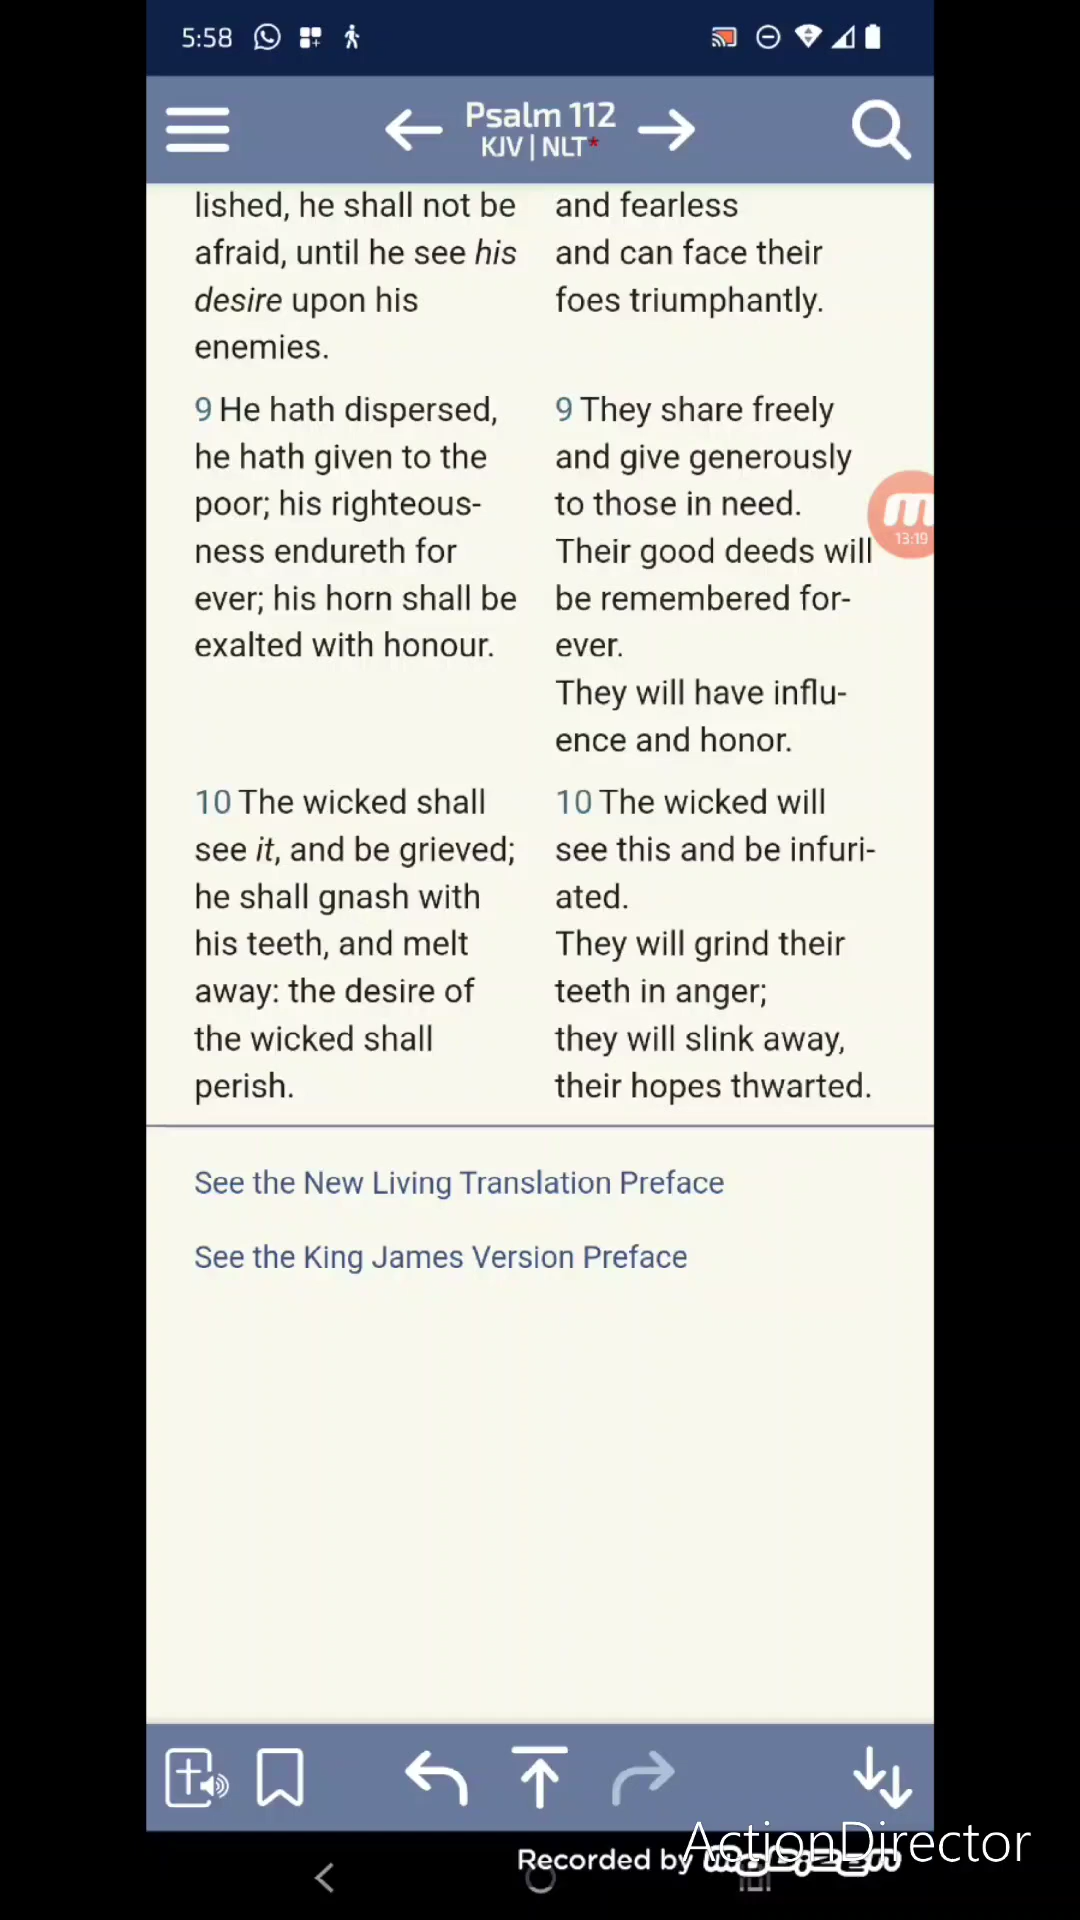 5:58
Psalm 112
KJV | NLT*
lished, he shall not be
afraid, until he see his
desire upon his
enemies.
9 He hath dispersed,
he hath given to the
poor; his righteous-
ness endureth for
ever; his horn shall be
exalted with honour.
10 The wicked shall
see it, and be grieved;
he shall gnash with
his teeth, and melt
away: the desire of
the wicked shall
perish.
and fearless
and can face their
foes triumphantly.
9 They share freely
and give generously
to those in need.
Their good deeds will
be remembered for-
ever.
They will have influ-
ence and honor.
10 The wicked will
see this and be infuri-
ated.
They will grind their
teeth in anger;
they will slink away,
their hopes thwarted.
m
13:19
See the New Living Translation Preface
See the King James Version Preface
ActionDirector
Recorded by mobizen